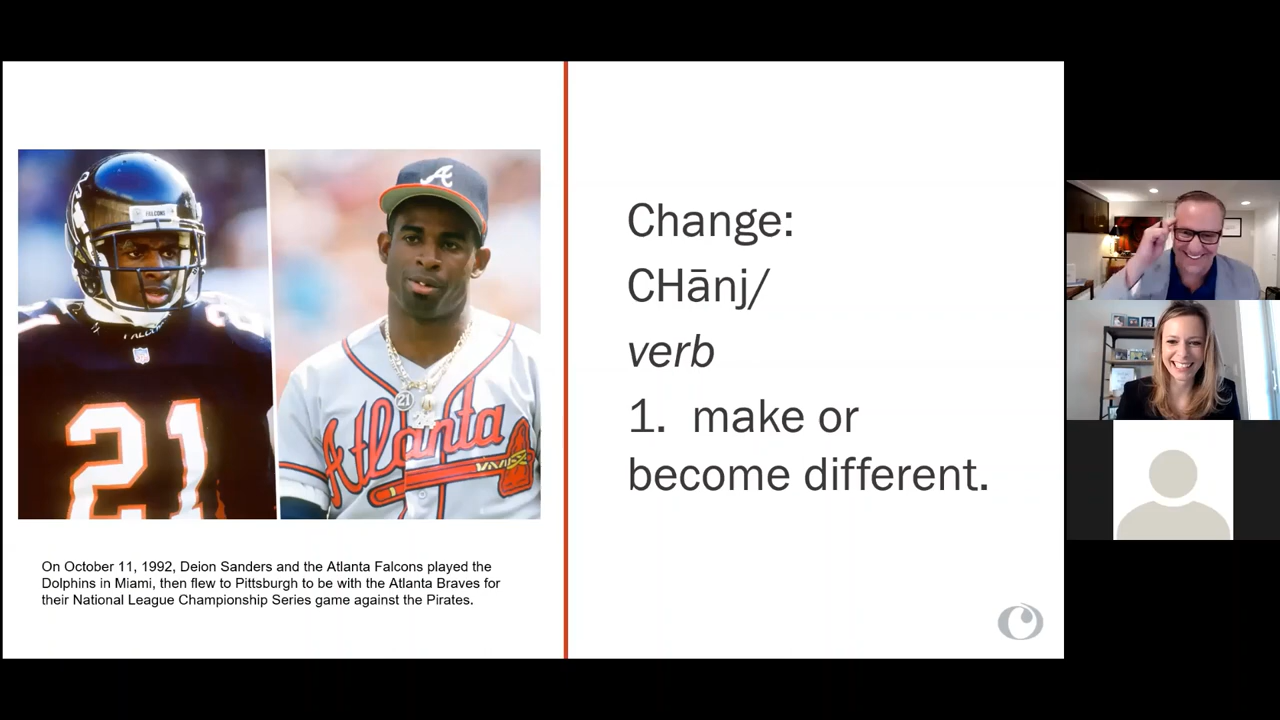 FALCONS
21
A
21
Atlanta
On October 11, 1992, Deion Sanders and the Atlanta Falcons played the
Dolphins in Miami, then flew to Pittsburgh to be with the Atlanta Braves for
their National League Championship Series game against the Pirates.
Change:
CHānj/
verb
1. make or
become different.